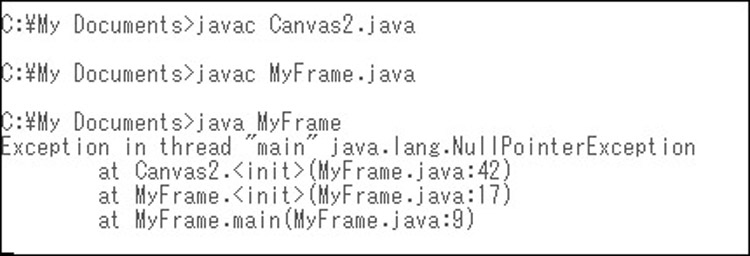 C:¥My Documents>javac Canvas2.java
C:¥My Documents>javac MyFrame.java
C:¥My Documents>java MyFrame
Exception in thread "main" java.lang.NullPointerException
at Canvas2.<init>(MyFrame.java:42)
at MyFrame.<init>(MyFrame.java:17)
at MyFrame.main(MyFrame.java:9)